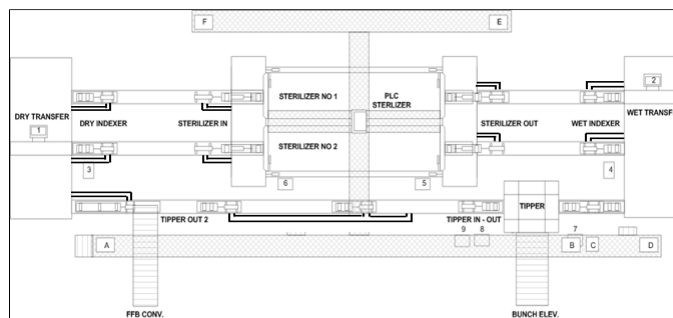 F
E
STERILIZER NO 1
PLC
STERLIZER
2
DRY TRANSFER
1
DRY INDEXER
STERILIZER IN
STERILIZER OUT
WET INDEXER
WET TRANSF
STERILIZER NO 2
3
4
6
5
TIPPER
TIPPER OUT 2
TIPPER IN - OUT
9
8
7
A
B
C
D
FFB CONV.
BUNCH ELEV.